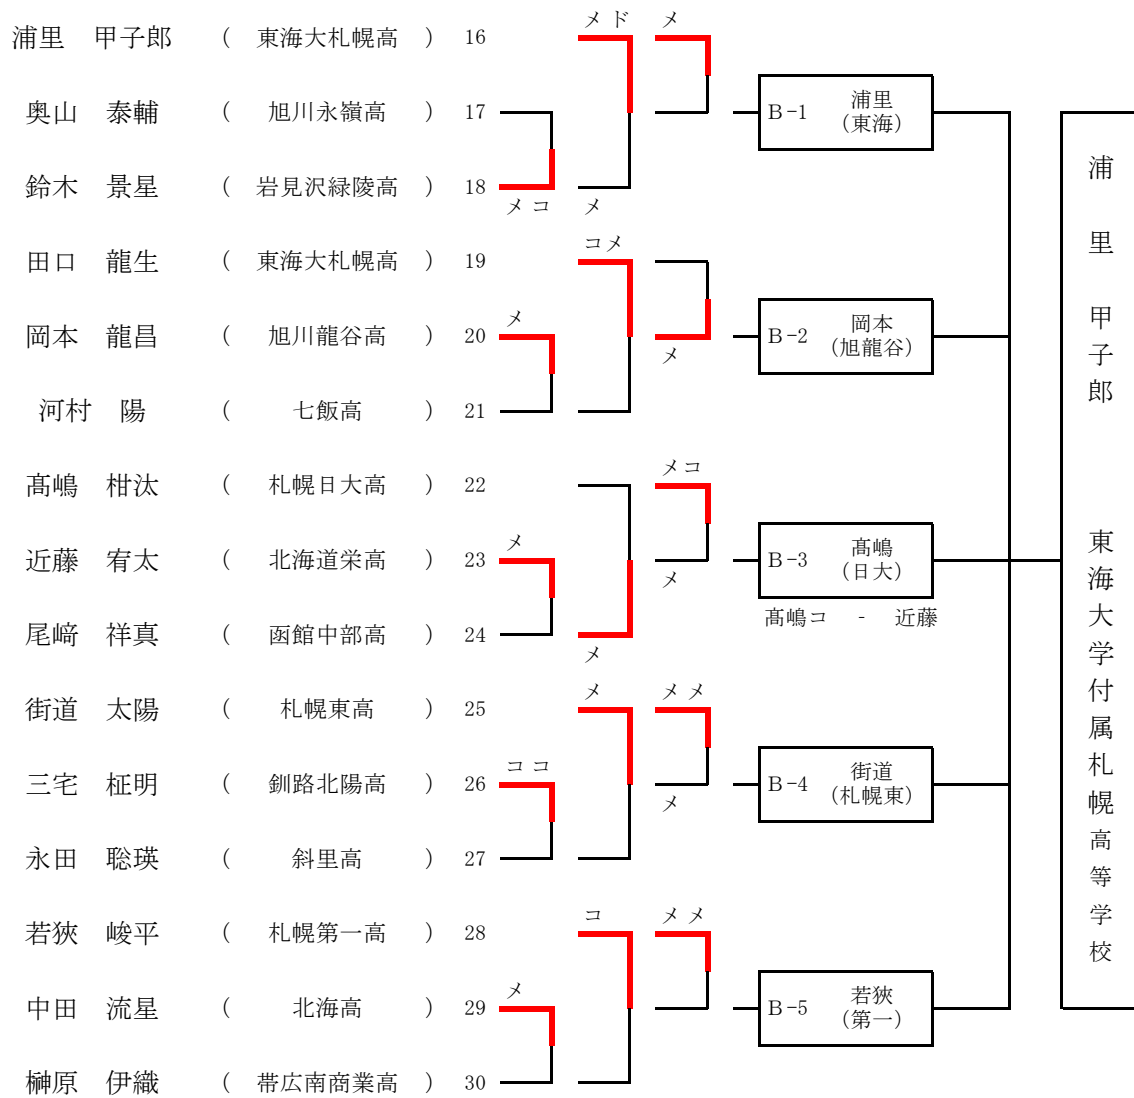 メ ド メ
浦里 甲子郎 ( 東海大札幌高 ) 16
奥山 泰輔 ( 旭川永嶺高 ) 17
B-1 浦里
(東海)
鈴木 景星 ( 岩見沢緑陵高 ) 18
メ コ メ
コ メ
田口 龍生 ( 東海大札幌高 ) 19
メ
岡本 龍昌 ( 旭川龍谷高 ) 20
B-2 岡本
(旭龍谷)
メ
河村 陽 ( 七飯高 ) 21
メ コ
髙嶋 柑汰 ( 札幌日大高 ) 22
メ
近藤 宥太 ( 北海道栄高 ) 23
B-3 髙嶋
(日大)
メ
髙嶋コ - 近藤
尾﨑 祥真 ( 函館中部高 ) 24
メ
メ メ メ
街道 太陽 ( 札幌東高 ) 25
コ コ
三宅 柾明 ( 釧路北陽高 ) 26
B-4 街道
(札幌東)
メ
永田 聡瑛 ( 斜里高 ) 27
コ メ メ
若狹 峻平 ( 札幌第一高 ) 28
メ
中田 流星 ( 北海高 ) 29
B-5 若狹
(第一)
榊原 伊織 ( 帯広南商業高 ) 30
浦里甲子郎
東海大学付属札幌高等学校